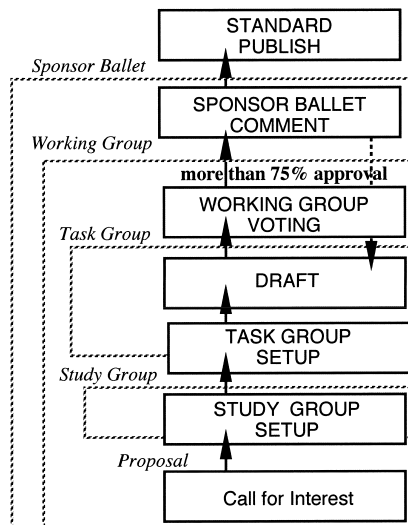 STANDARD
PUBLISH
Sponsor Ballet
SPONSOR BALLET
COMMENT
Working Group
more than 75% approval
WORKING GROUP
VOTING
Task Group
DRAFT
TASK GROUP
SETUP
Study Group
STUDY GROUP
SETUP
Proposal
Call for Interest